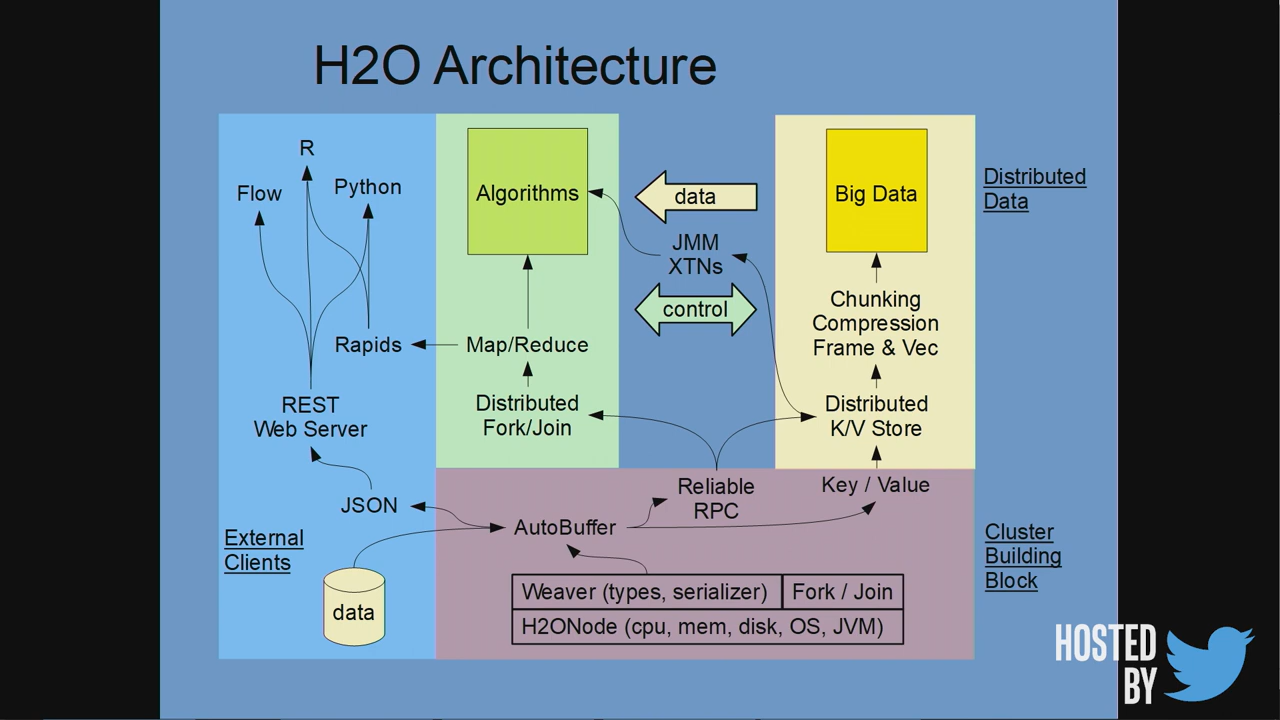 H2O Architecture
R
Flow
Python
Rapids
REST
Web Server
JSON
External
Clients
data
Algorithms
Map/Reduce
Distributed
Fork/Join
data
JMM
XTNs
control
Big Data
Chunking
Compression
Frame & Vec
Distributed
K/V Store
Distributed
Data
Reliable
RPC
Key / Value
AutoBuffer
Weaver (types, serializer)
Fork / Join
H2ONode (cpu, mem, disk, OS, JVM)
Cluster
Building
Block
HOSTED
BY